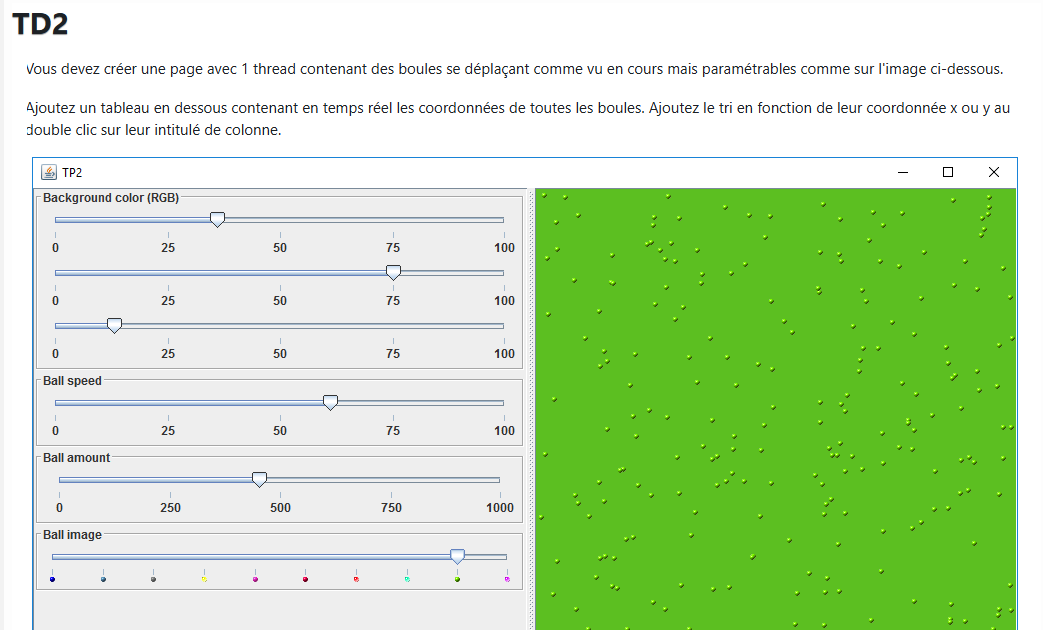 TD2
Vous devez créer une page avec 1 thread contenant des boules se déplaçant comme vu en cours mais paramétrables comme sur l'image ci-dessous.
Ajoutez un tableau en dessous contenant en temps réel les coordonnées de toutes les boules. Ajoutez le tri en fonction de leur coordonnée x ou y au
double clic sur leur intitulé de colonne.
TP2
Background color (RGB)
0 25 50 75 100
0 25 50 75 100
0 25 50 75 100
Ball speed
0 25 50 75 100
Ball amount
0 250 500 750 1000
Ball image